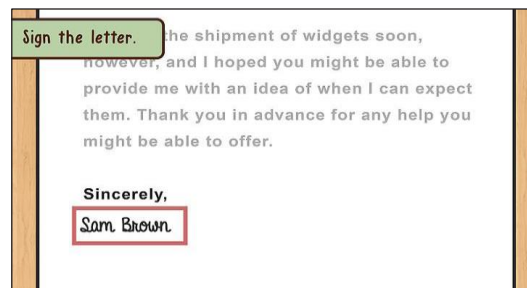 Sign the letter.
the shipment of widgets soon,
however, and I hoped you might be able to
provide me with an idea of when I can expect
them. Thank you in advance for any help you
might be able to offer.
Sincerely,
Sam Brown